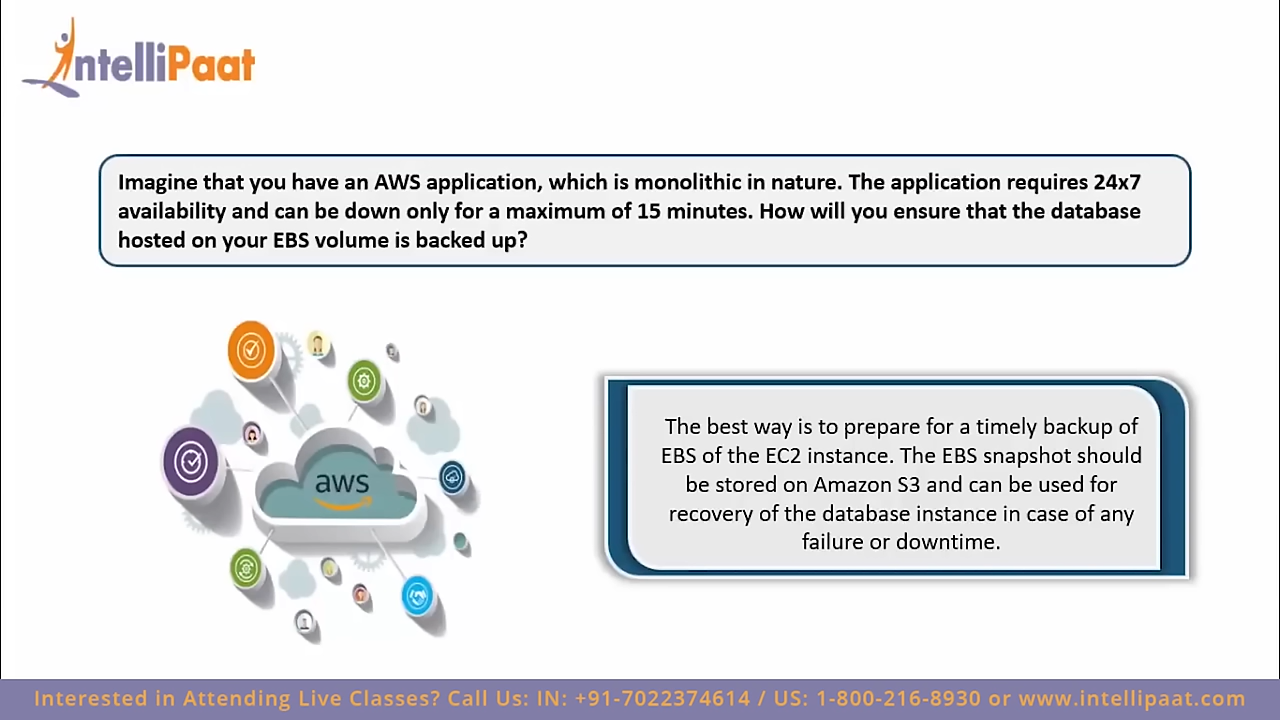 IntelliPaat
Imagine that you have an AWS application, which is monolithic in nature. The application requires 24x7
availability and can be down only for a maximum of 15 minutes. How will you ensure that the database
hosted on your EBS volume is backed up?
aws
The best way is to prepare for a timely backup of
EBS of the EC2 instance. The EBS snapshot should
be stored on Amazon S3 and can be used for
recovery of the database instance in case of any
failure or downtime.
Interested in Attending Live Classes? Call Us: IN: +91-7022374614 / US: 1-800-216-8930 or www.intellipaat.com